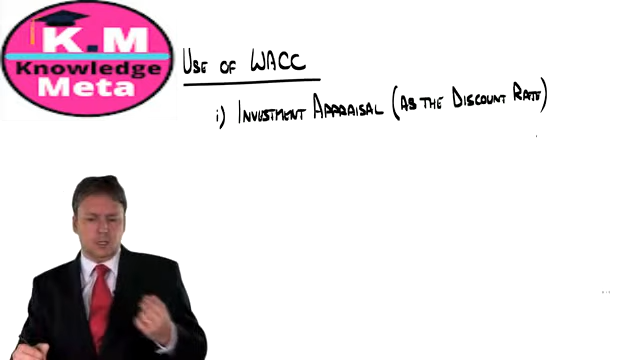 K.M
Knowledge
Meta
USE OF WACC
i) INVESTMENT APPRAISAL (AS THE DISCOUNT RATE)